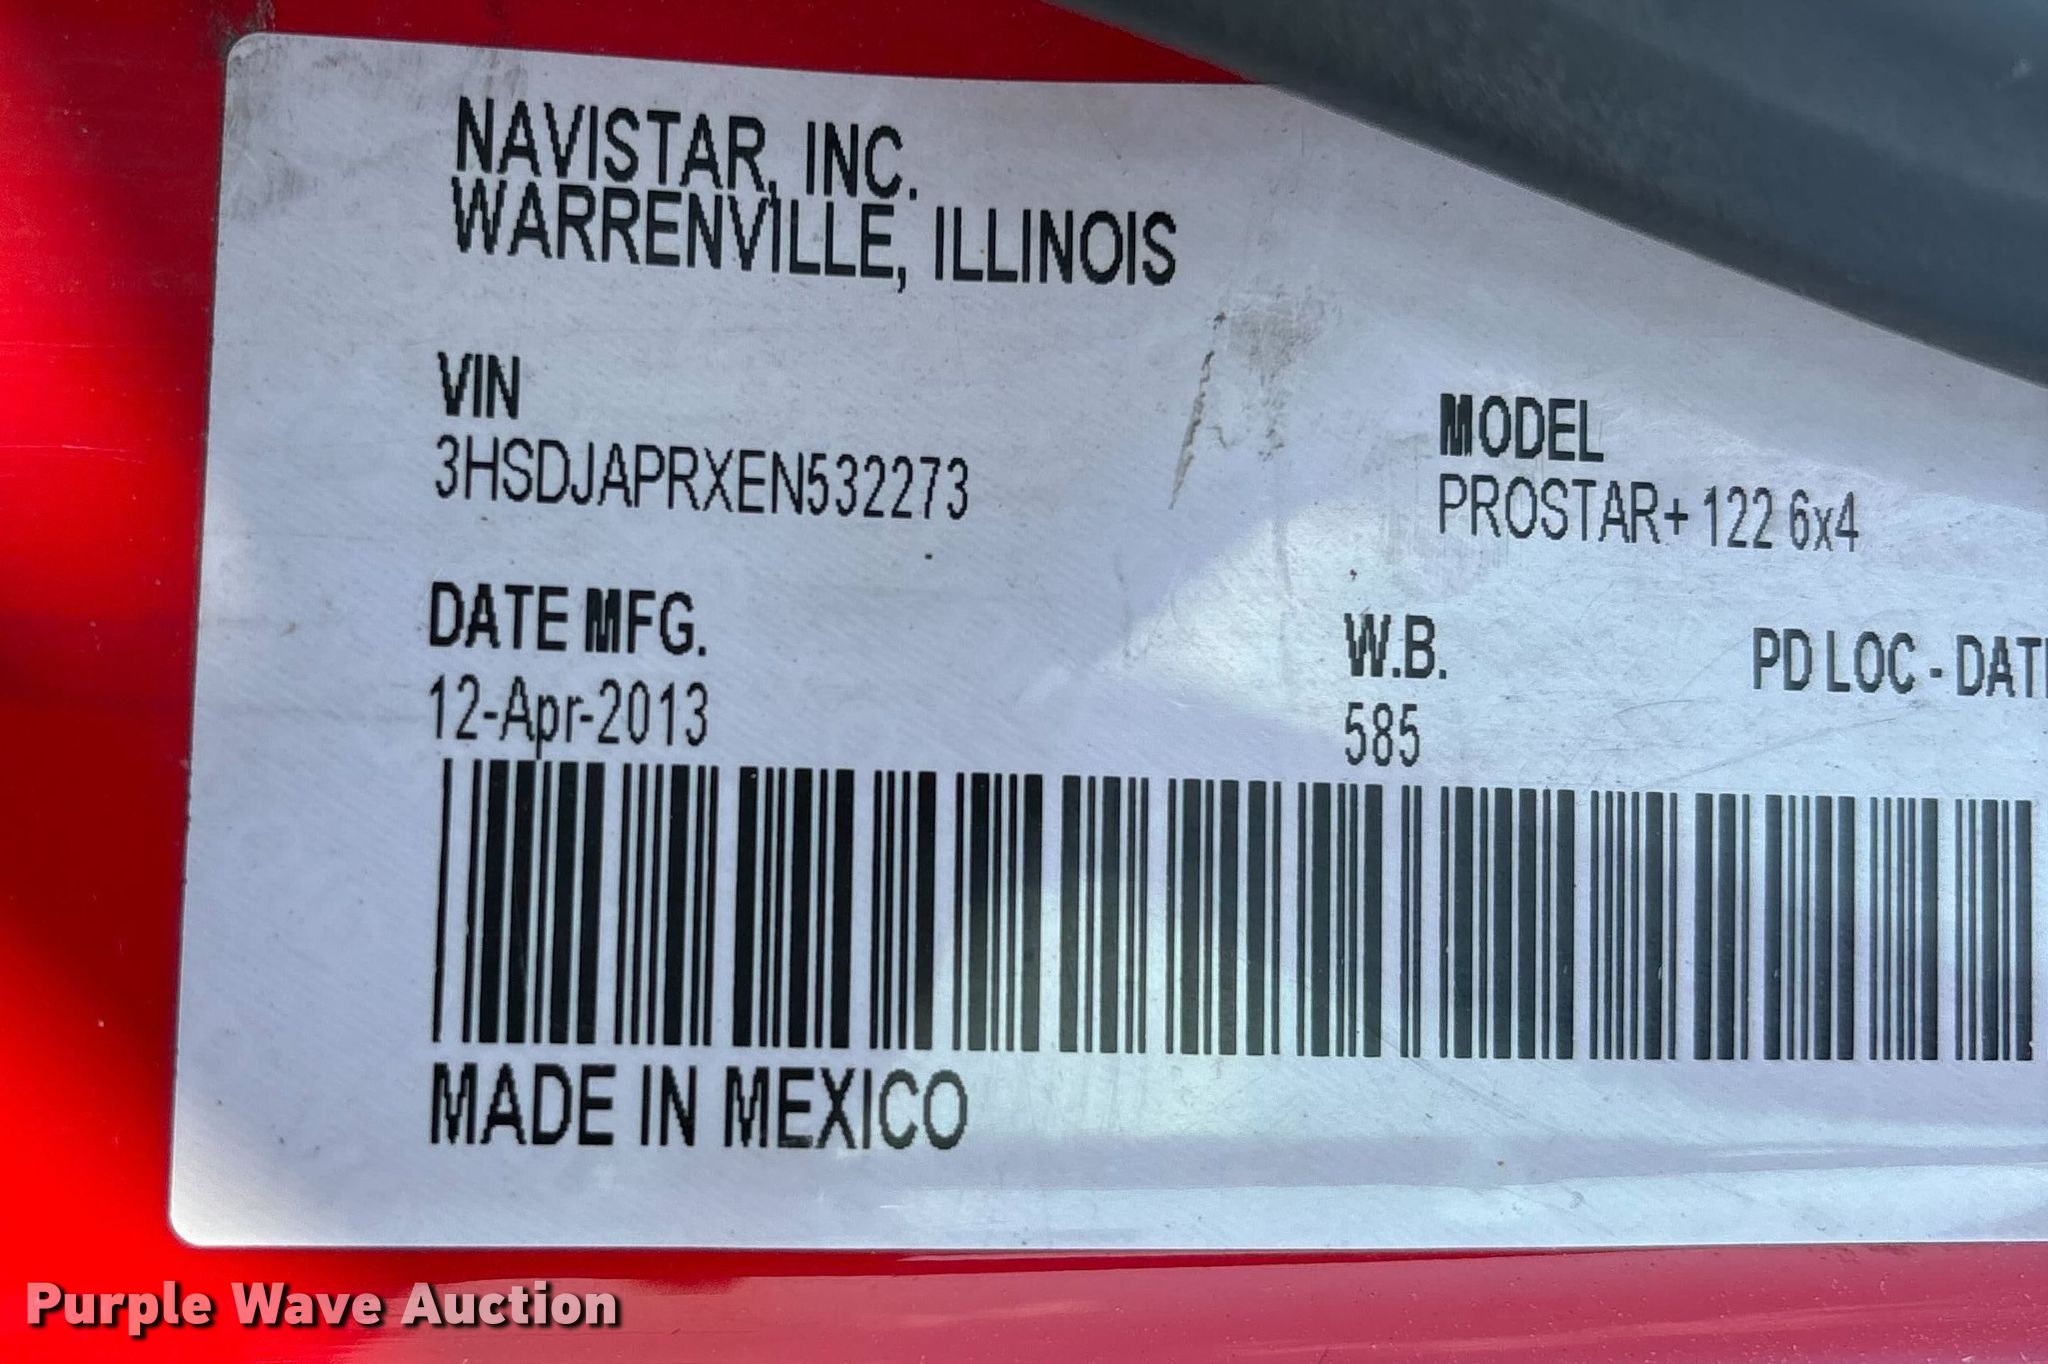 NAVISTAR, INC.
WARRENVILLE, ILLINOIS
VIN
3HSDJAPRXEN532273
MODEL
PROSTAR+ 122 6x4
DATE MFG.
12-Apr-2013
W.B.
585
PD LOC - DAT
MADE IN MEXICO
Purple Wave Auction